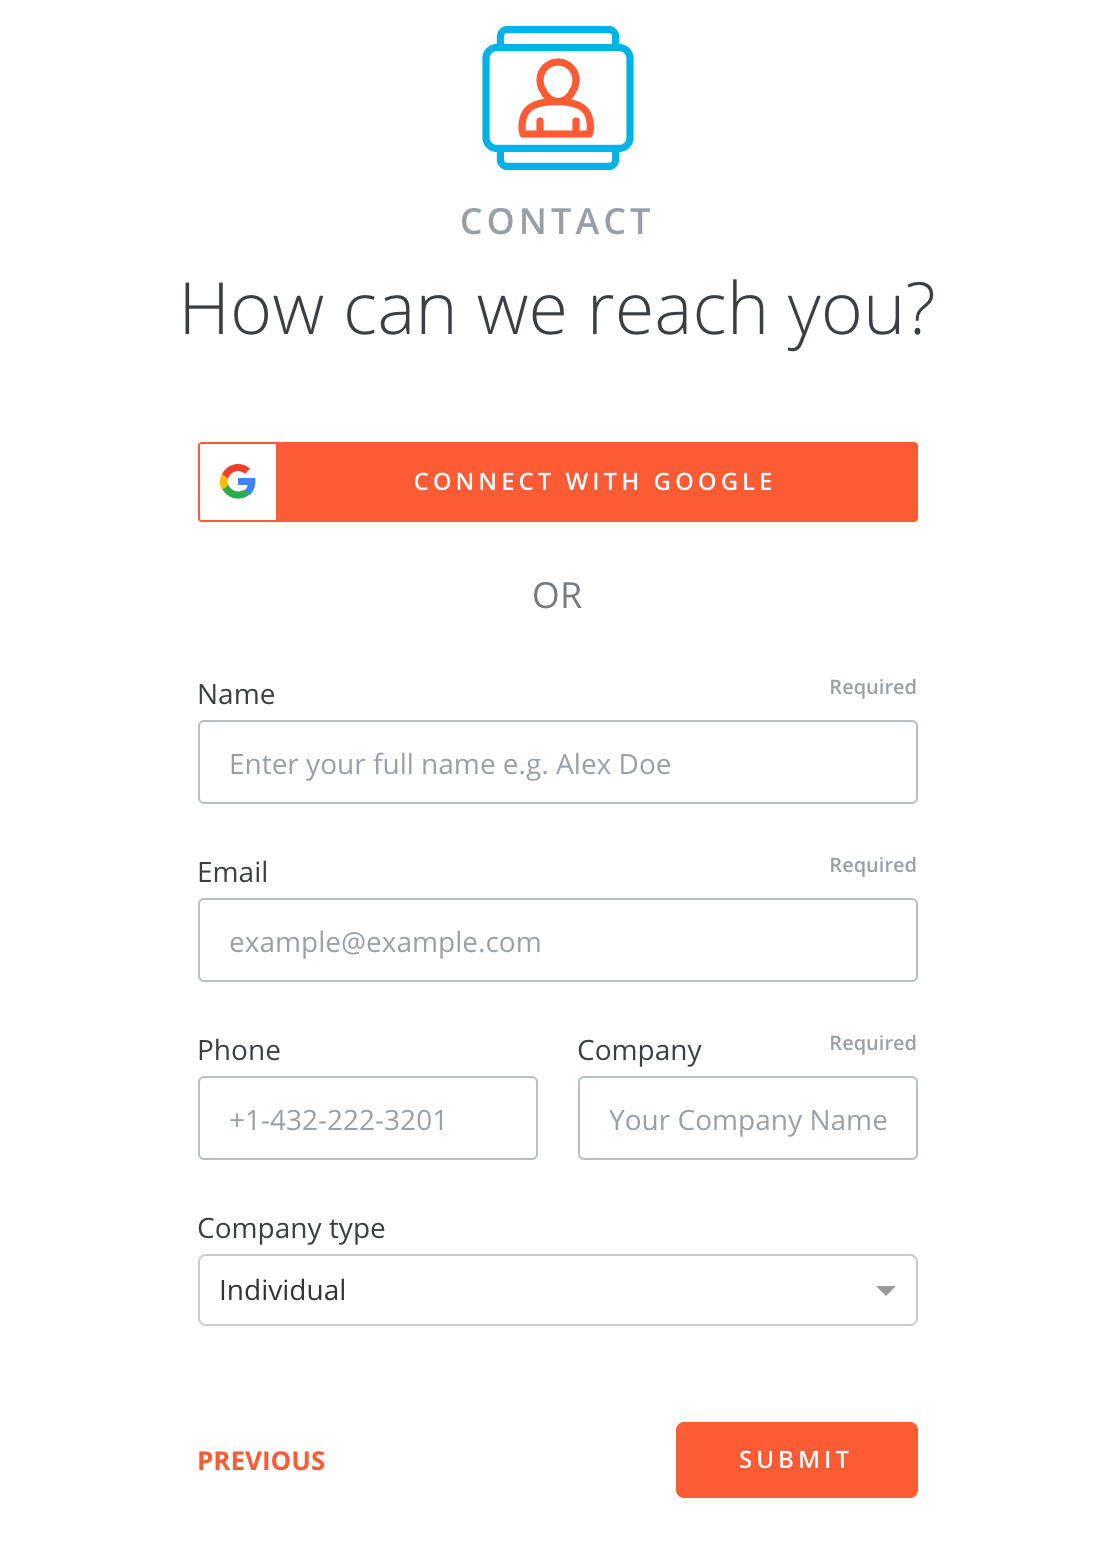 CONTACT
How can we reach you?
CONNECT WITH GOOGLE
OR
Name Required
Enter your full name e.g. Alex Doe
Email Required
example@example.com
Phone Company Required
+1-432-222-3201 Your Company Name
Company type
Individual
PREVIOUS SUBMIT